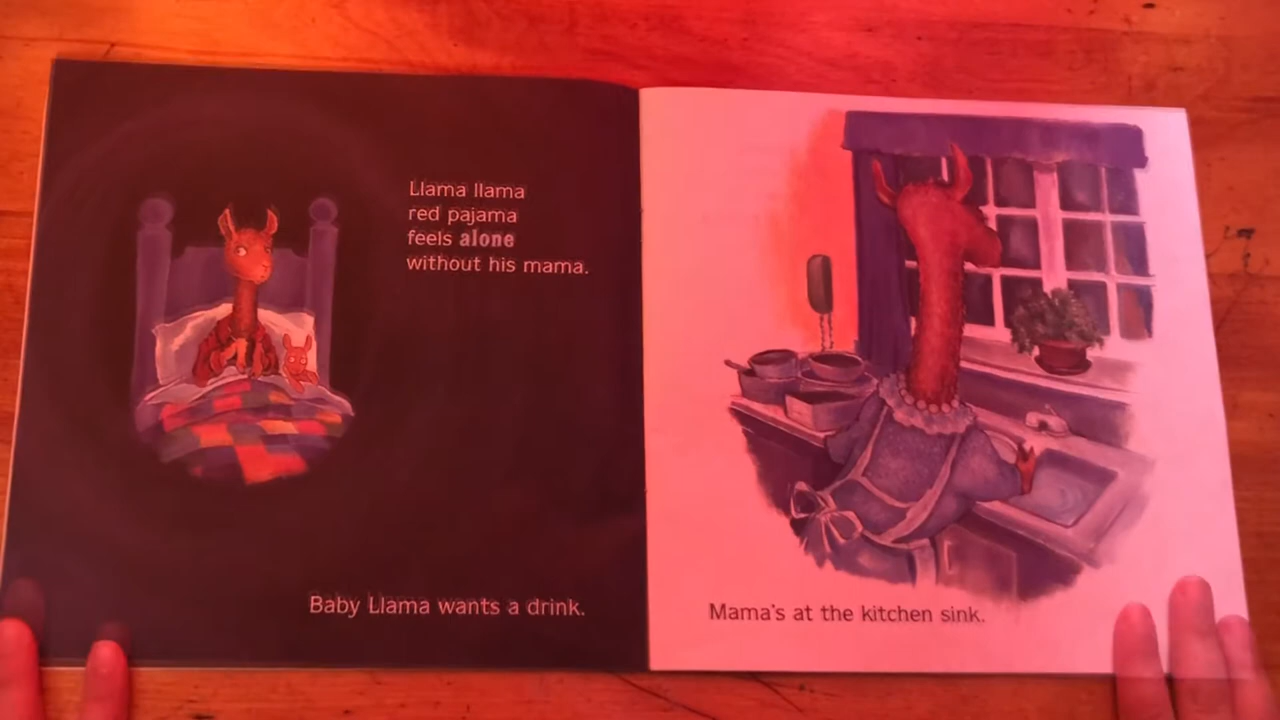 Llama llama
red pajama
feels alone
without his mama.
Baby Llama wants a drink.
Mama's at the kitchen sink.